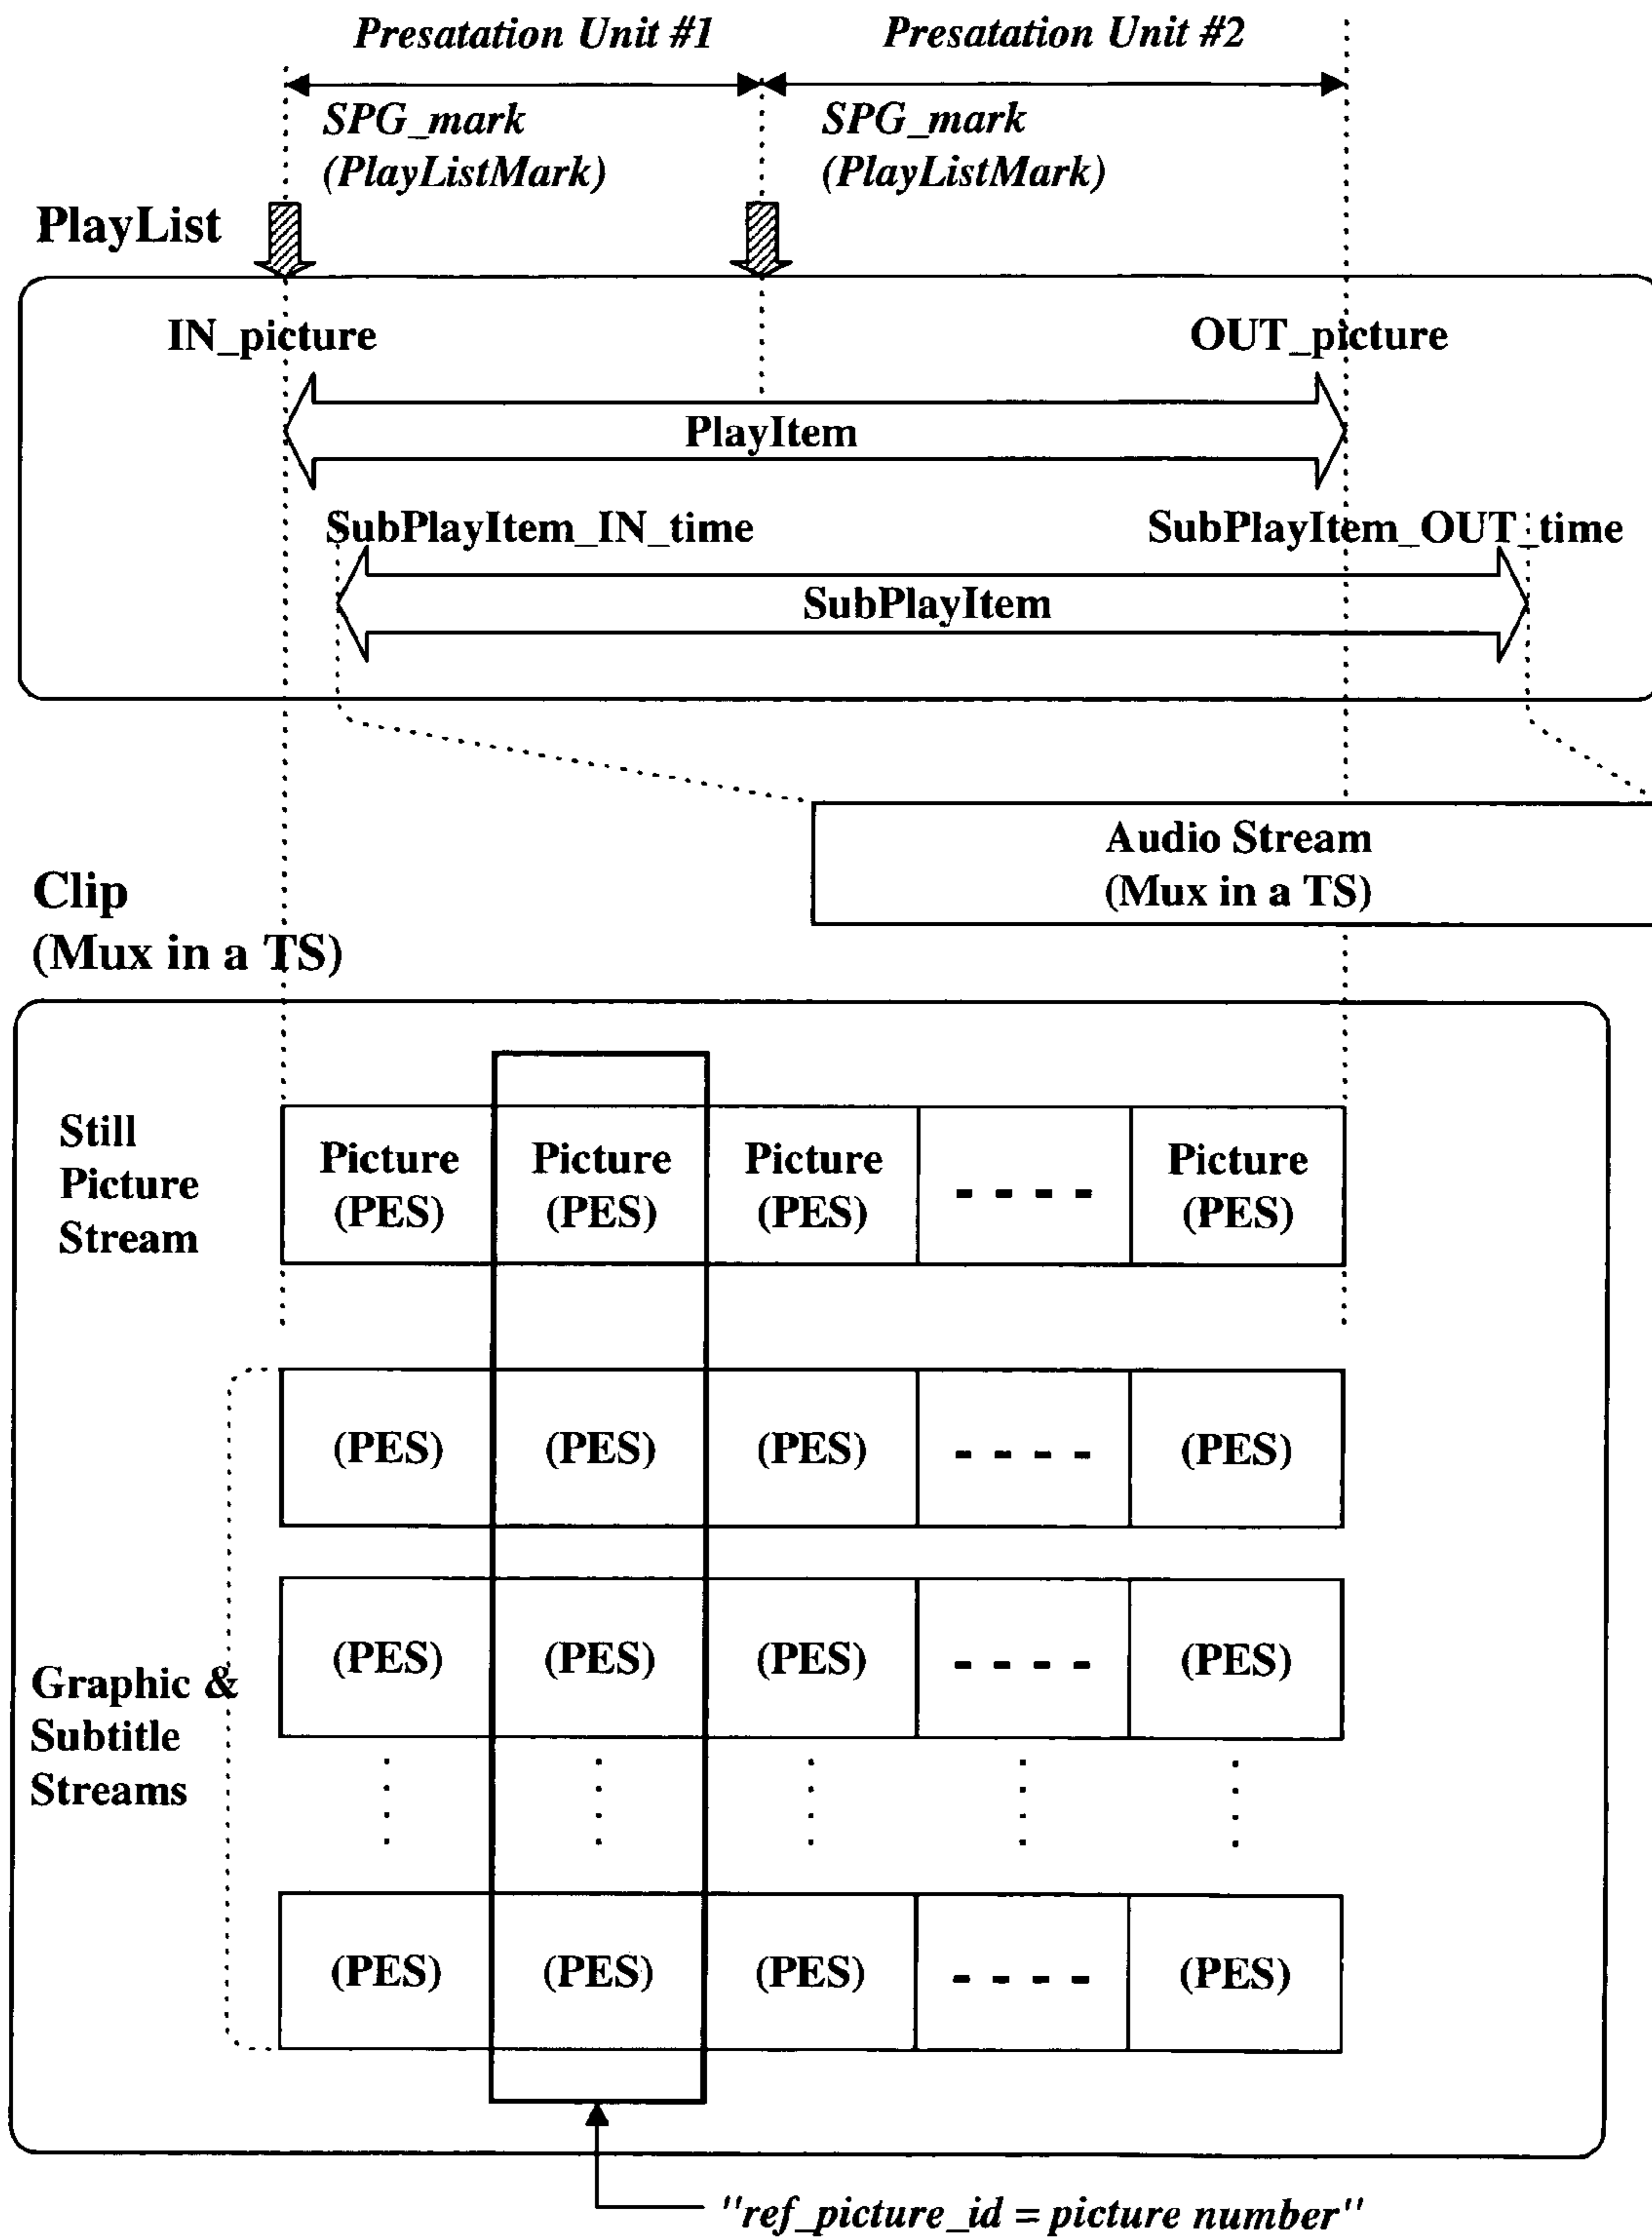 Presatation Unit #1
Presatation Unit #2
SPG_mark
(PlayListMark)
SPG_mark
(PlayListMark)
PlayList
IN_picture
OUT_picture
PlayItem
SubPlayItem_IN_time
SubPlayItem_OUT_time
SubPlayItem
Audio Stream
(Mux in a TS)
Clip
(Mux in a TS)
Still
Picture
Stream
Picture
(PES)
Picture
(PES)
Picture
(PES)
- - - -
Picture
(PES)
(PES)
(PES)
(PES)
- - - -
(PES)
(PES)
(PES)
(PES)
- - - -
(PES)
Graphic &
Subtitle
Streams
(PES)
(PES)
(PES)
- - - -
(PES)
"ref_picture_id = picture number"